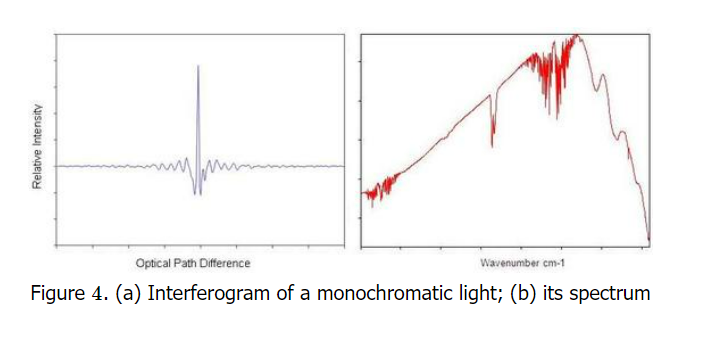 Relative Intensity
Optical Path Difference
Wavenumber cm-1
Figure 4. (a) Interferogram of a monochromatic light; (b) its spectrum